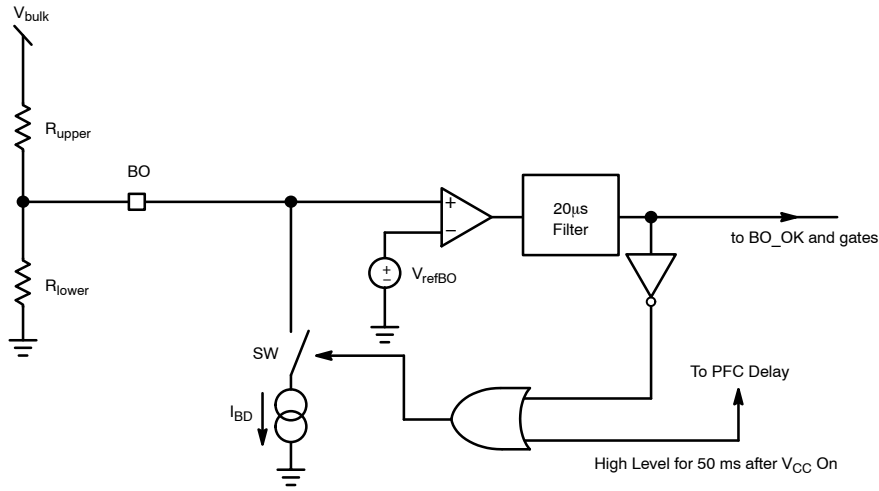 Vbulk
Rupper
BO
+
−
20μs
Filter
to BO_OK and gates
Rlower
+
−
VrefBO
SW
IBD
To PFC Delay
High Level for 50 ms after VCC On